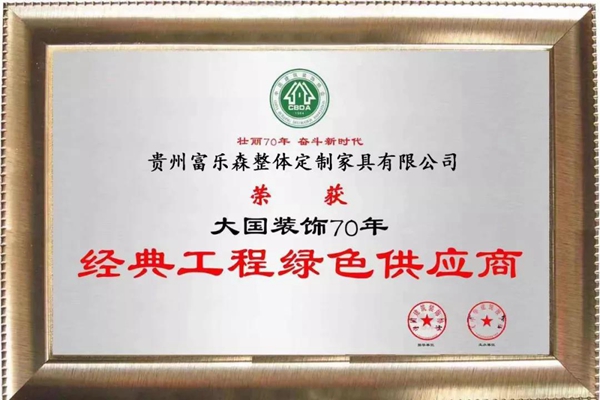 CBDA
壮丽70年 奋斗新时代
贵州富乐森整体定制家具有限公司
荣 获
大国装饰70年
经典工程绿色供应商